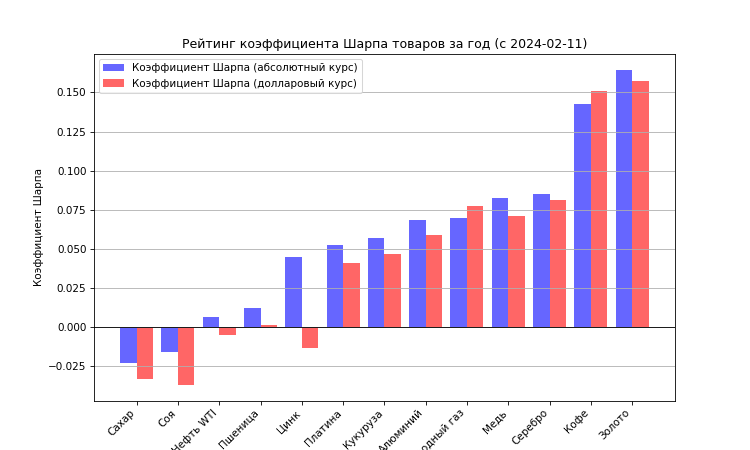 Рейтинг коэффициента Шарпа товаров за год (с 2024-02-11)
Коэффициент Шарпа (абсолютный курс)
Коэффициент Шарпа (долларовый курс)
Коэффициент Шарпа
0.150
0.125
0.100
0.075
0.050
0.025
0.000
−0.025
Сахар
Соя
Нефть WTI
Пшеница
Цинк
Платина
Кукуруза
Алюминий
одный газ
Медь
Серебро
Кофе
Золото